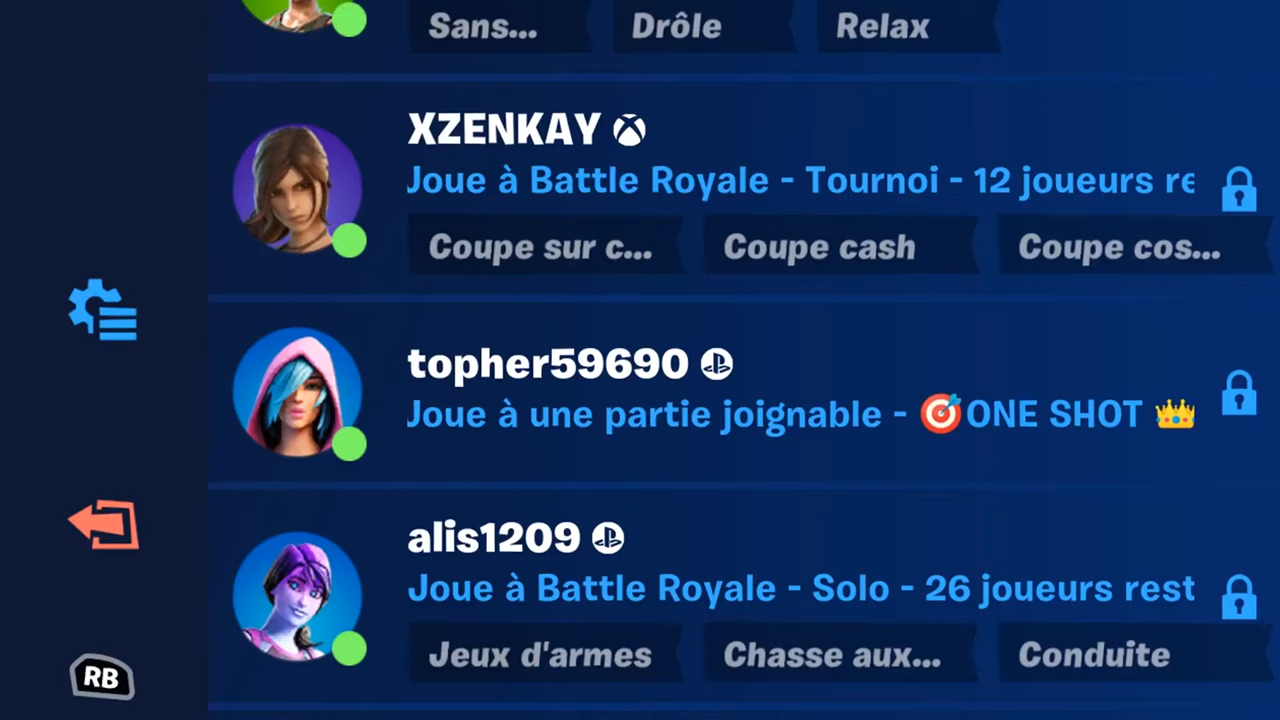 Sans... Drôle Relax
XZENKAY
Joue à Battle Royale - Tournoi - 12 joueurs re
Coupe sur c... Coupe cash Coupe cos...
topher59690
Joue à une partie joignable - 🎯ONE SHOT 👑
alis1209
Joue à Battle Royale - Solo - 26 joueurs rest
Jeux d'armes Chasse aux... Conduite
RB